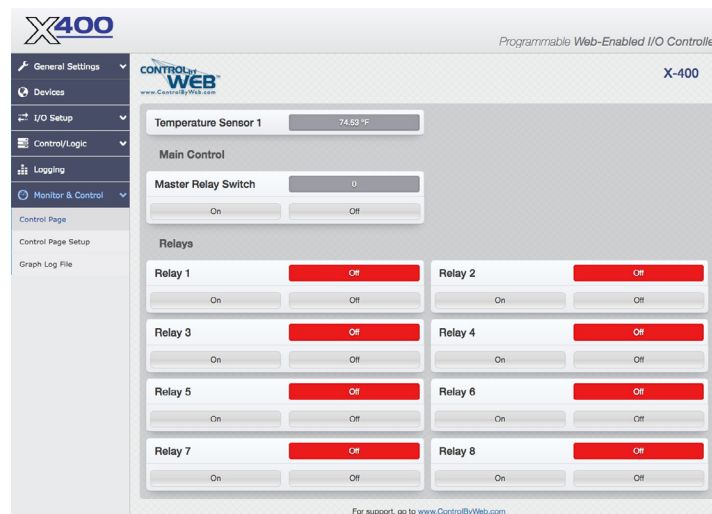 X400
Programmable Web-Enabled I/O Controlle
General Settings
Devices
I/O Setup
Control/Logic
Logging
Monitor & Control
Control Page
Control Page Setup
Graph Log File
CONTROL by
WEB
www.ControlByWeb.com
X-400
Temperature Sensor 1 74.53 °F
Main Control
Master Relay Switch 0
On Off
Relays
Relay 1 Off Relay 2 Off
On Off On Off
Relay 3 Off Relay 4 Off
On Off On Off
Relay 5 Off Relay 6 Off
On Off On Off
Relay 7 Off Relay 8 Off
On Off On Off
For support, go to www.ControlByWeb.com